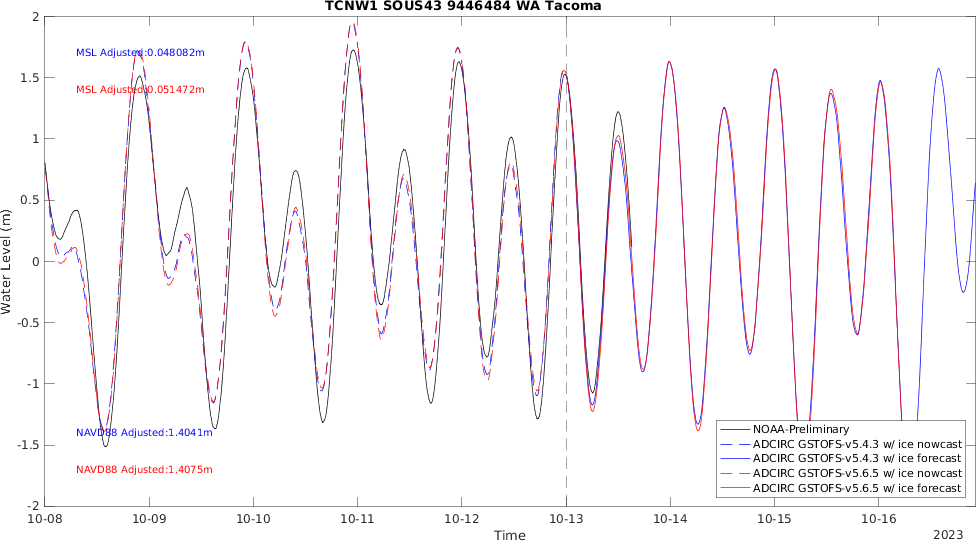 TCNW1 SOUS43 9446484 WA Tacoma
2
MSL Adjusted:0.048082m
1.5
MSL Adjusted:0.051472m
1
0.5
0
Water Level (m)
-0.5
-1
NAVD88 Adjusted:1.4041m
-1.5
NAVD88 Adjusted:1.4075m
-2
NOAA-Preliminary
ADCIRC GSTOFS-v5.4.3 w/ ice nowcast
ADCIRC GSTOFS-v5.4.3 w/ ice forecast
ADCIRC GSTOFS-v5.6.5 w/ ice nowcast
ADCIRC GSTOFS-v5.6.5 w/ ice forecast
10-08 10-09 10-10 10-11 10-12 10-13 10-14 10-15 10-16
Time
2023